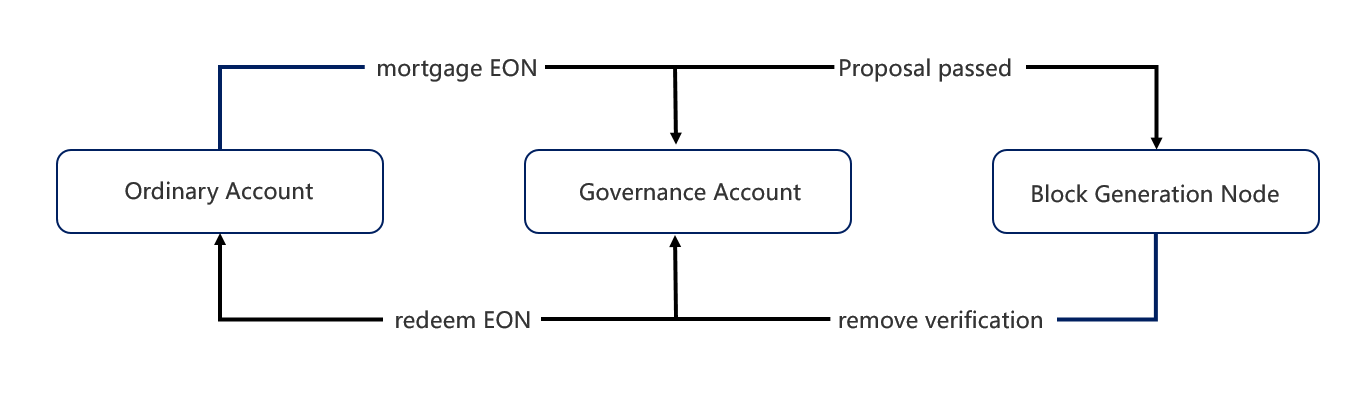 mortgage EON
Proposal passed
Ordinary Account
Governance Account
Block Generation Node
redeem EON
remove verification